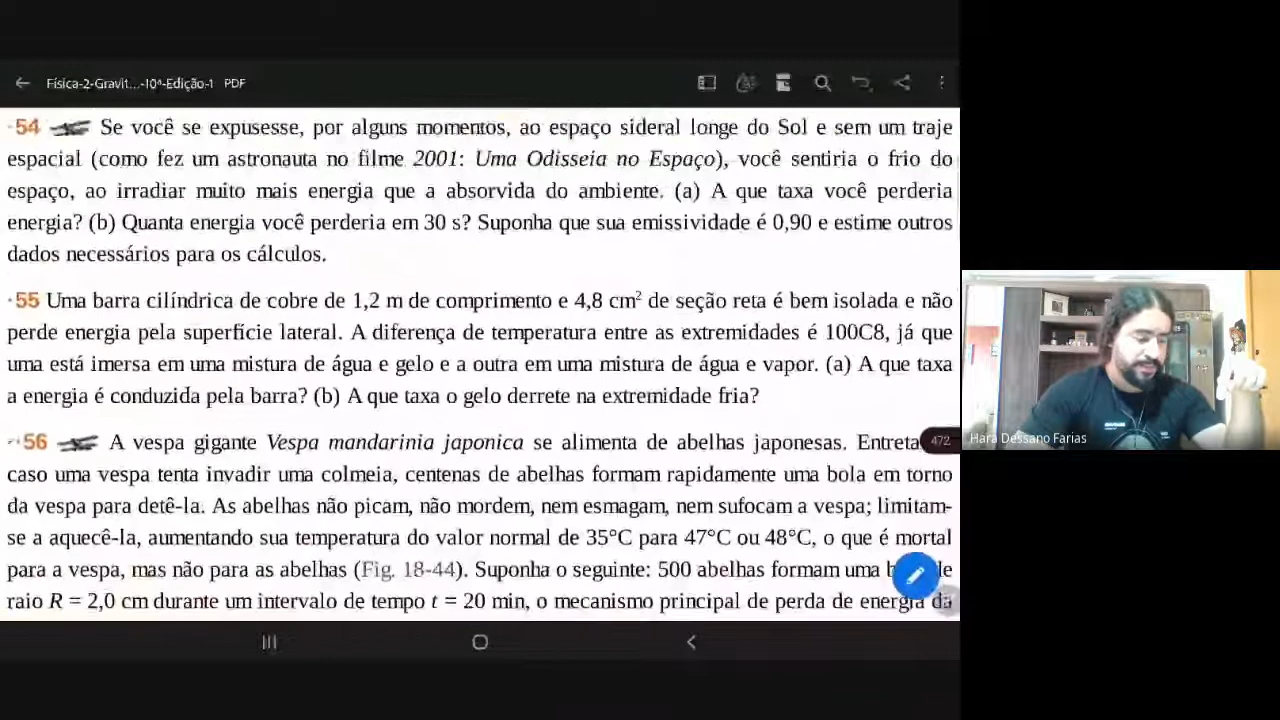 Física-2-Gravit...-10ª-Edição-1 PDF
·54 Se você se expusesse, por alguns momentos, ao espaço sideral longe do Sol e sem um traje
espacial (como fez um astronauta no filme 2001: Uma Odisseia no Espaço), você sentiria o frio do
espaço, ao irradiar muito mais energia que a absorvida do ambiente. (a) A que taxa você perderia
energia? (b) Quanta energia você perderia em 30 s? Suponha que sua emissividade é 0,90 e estime outros
dados necessários para os cálculos.
·55 Uma barra cilíndrica de cobre de 1,2 m de comprimento e 4,8 cm² de seção reta é bem isolada e não
perde energia pela superfície lateral. A diferença de temperatura entre as extremidades é 100C8, já que
uma está imersa em uma mistura de água e gelo e a outra em uma mistura de água e vapor. (a) A que taxa
a energia é conduzida pela barra? (b) A que taxa o gelo derrete na extremidade fria?
··56 A vespa gigante Vespa mandarinia japonica se alimenta de abelhas japonesas.
472
caso uma vespa tenta invadir uma colmeia, centenas de abelhas formam rapidamente uma bola em torno
da vespa para detê-la. As abelhas não picam, não mordem, nem esmagam, nem sufocam a vespa; limitam-
se a aquecê-la, aumentando sua temperatura do valor normal de 35°C para 47°C ou 48°C, o que é mortal
para a vespa, mas não para as abelhas (Fig. 18-44). Suponha o seguinte: 500 abelhas formam uma
raio R = 2,0 cm durante um intervalo de tempo t = 20 min, o mecanismo principal de perda de energia da
Hara Dessano Farias